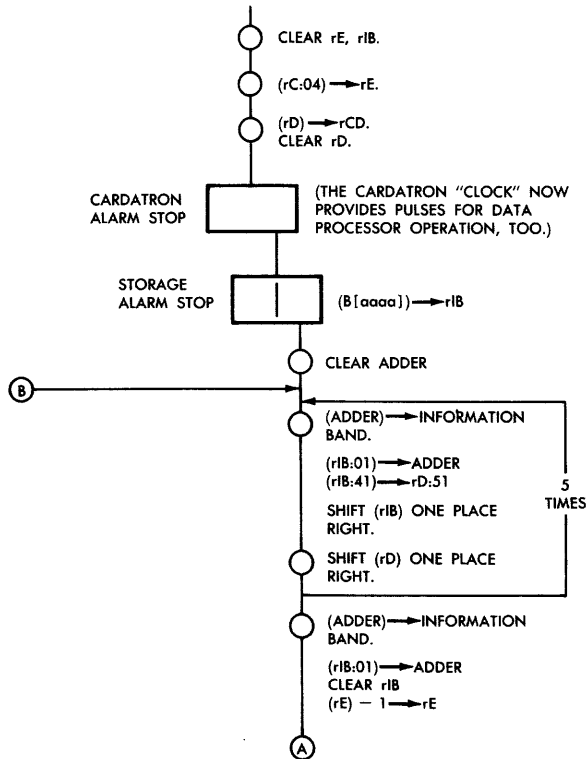 CLEAR rE, rIB.
(rC:04)→rE.
(rD)→rCD.
CLEAR rD.
CARDATRON
ALARM STOP
(THE CARDATRON "CLOCK" NOW
PROVIDES PULSES FOR DATA
PROCESSOR OPERATION, TOO.)
STORAGE
ALARM STOP
(B[aaaa])→rIB
CLEAR ADDER
B
(ADDER)→INFORMATION
BAND.
(rIB:01)→ADDER
(rIB:41)→rD:51
SHIFT (rIB) ONE PLACE
RIGHT.
5
TIMES
SHIFT (rD) ONE PLACE
RIGHT.
(ADDER)→INFORMATION
BAND.
(rIB:01)→ADDER
CLEAR rIB
(rE) − 1→rE
A